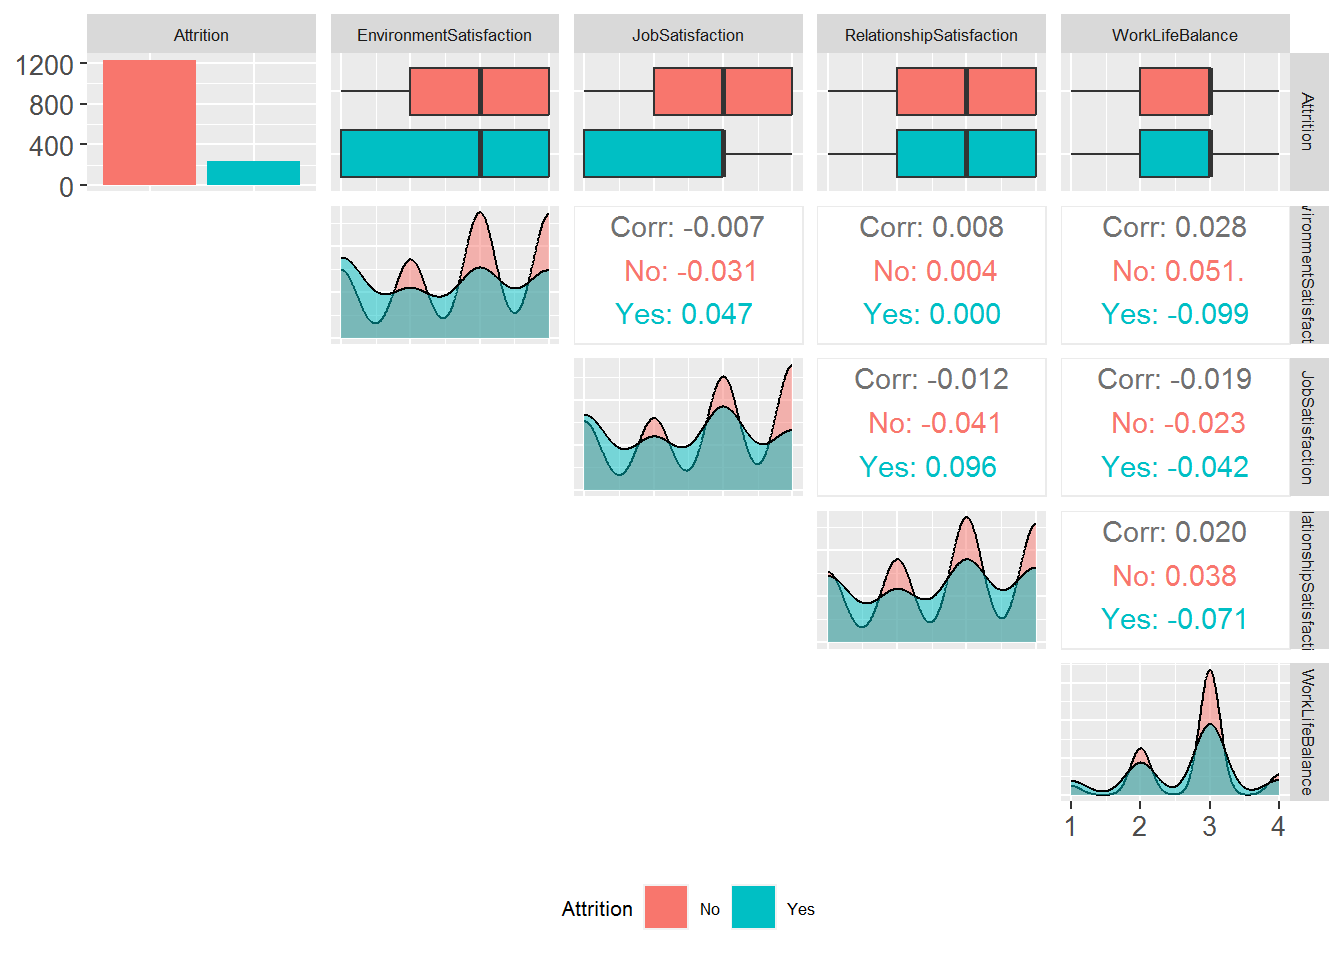 Attrition
EnvironmentSatisfaction
JobSatisfaction
RelationshipSatisfaction
WorkLifeBalance
1200
800
400
0
Attrition
Corr: -0.007
No: -0.031
Yes: 0.047
Corr: 0.008
No: 0.004
Yes: 0.000
Corr: 0.028
No: 0.051.
Yes: -0.099
vironmentSatisfact
Corr: -0.012
No: -0.041
Yes: 0.096
Corr: -0.019
No: -0.023
Yes: -0.042
JobSatisfaction
Corr: 0.020
No: 0.038
Yes: -0.071
lationshipSatisfacti
WorkLifeBalance
1 2 3 4
Attrition No Yes